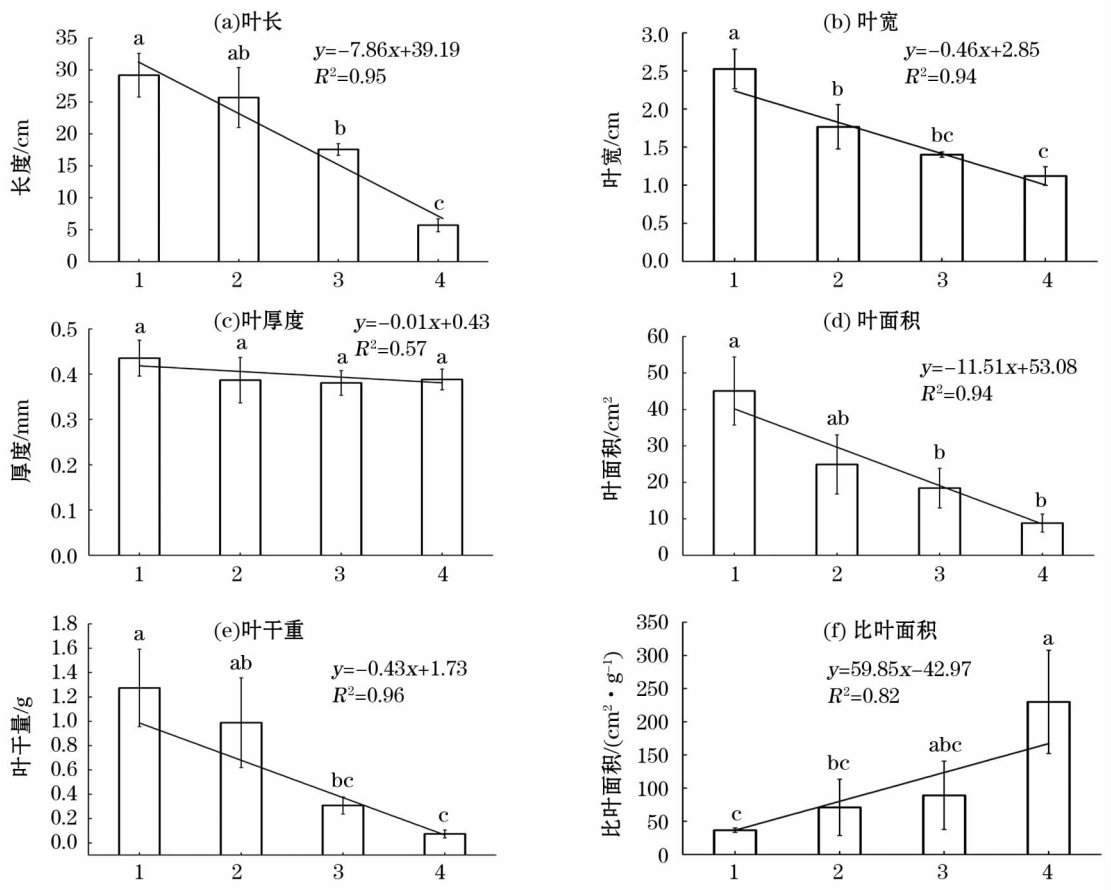 (a)叶长
35
30
25
20
15
10
5
0
长度/cm
a
ab
b
c
y=−7.86x+39.19
R²=0.95
1 2 3 4
(b) 叶宽
3.0
2.5
2.0
1.5
1.0
0.5
0.0
叶宽/cm
a
b
bc
c
y=−0.46x+2.85
R²=0.94
1 2 3 4
(c)叶厚度
0.5
0.4
0.3
0.2
0.1
0.0
厚度/mm
a
a
a
a
y=−0.01x+0.43
R²=0.57
1 2 3 4
(d) 叶面积
60
50
40
30
20
10
0
叶面积/cm²
a
ab
b
b
y=−11.51x+53.08
R²=0.94
1 2 3 4
(e)叶干重
1.8
1.6
1.4
1.2
1.0
0.8
0.6
0.4
0.2
0.0
叶干量/g
a
ab
bc
c
y=−0.43x+1.73
R²=0.96
1 2 3 4
(f) 比叶面积
350
300
250
200
150
100
50
0
比叶面积/(cm²·g⁻¹)
c
bc
abc
a
y=59.85x−42.97
R²=0.82
1 2 3 4